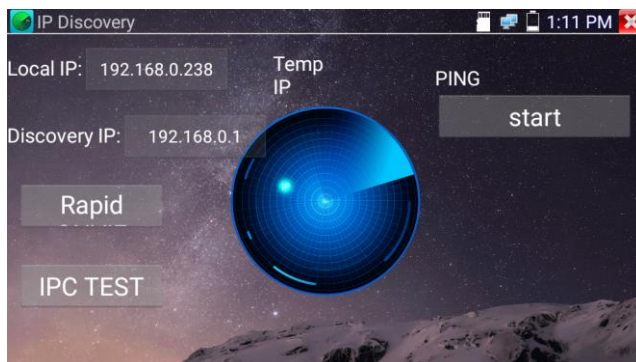 IP Discovery
1:11 PM
Local IP: 192.168.0.238
Temp
IP
PING
start
Discovery IP: 192.168.0.1
Rapid
IPC TEST